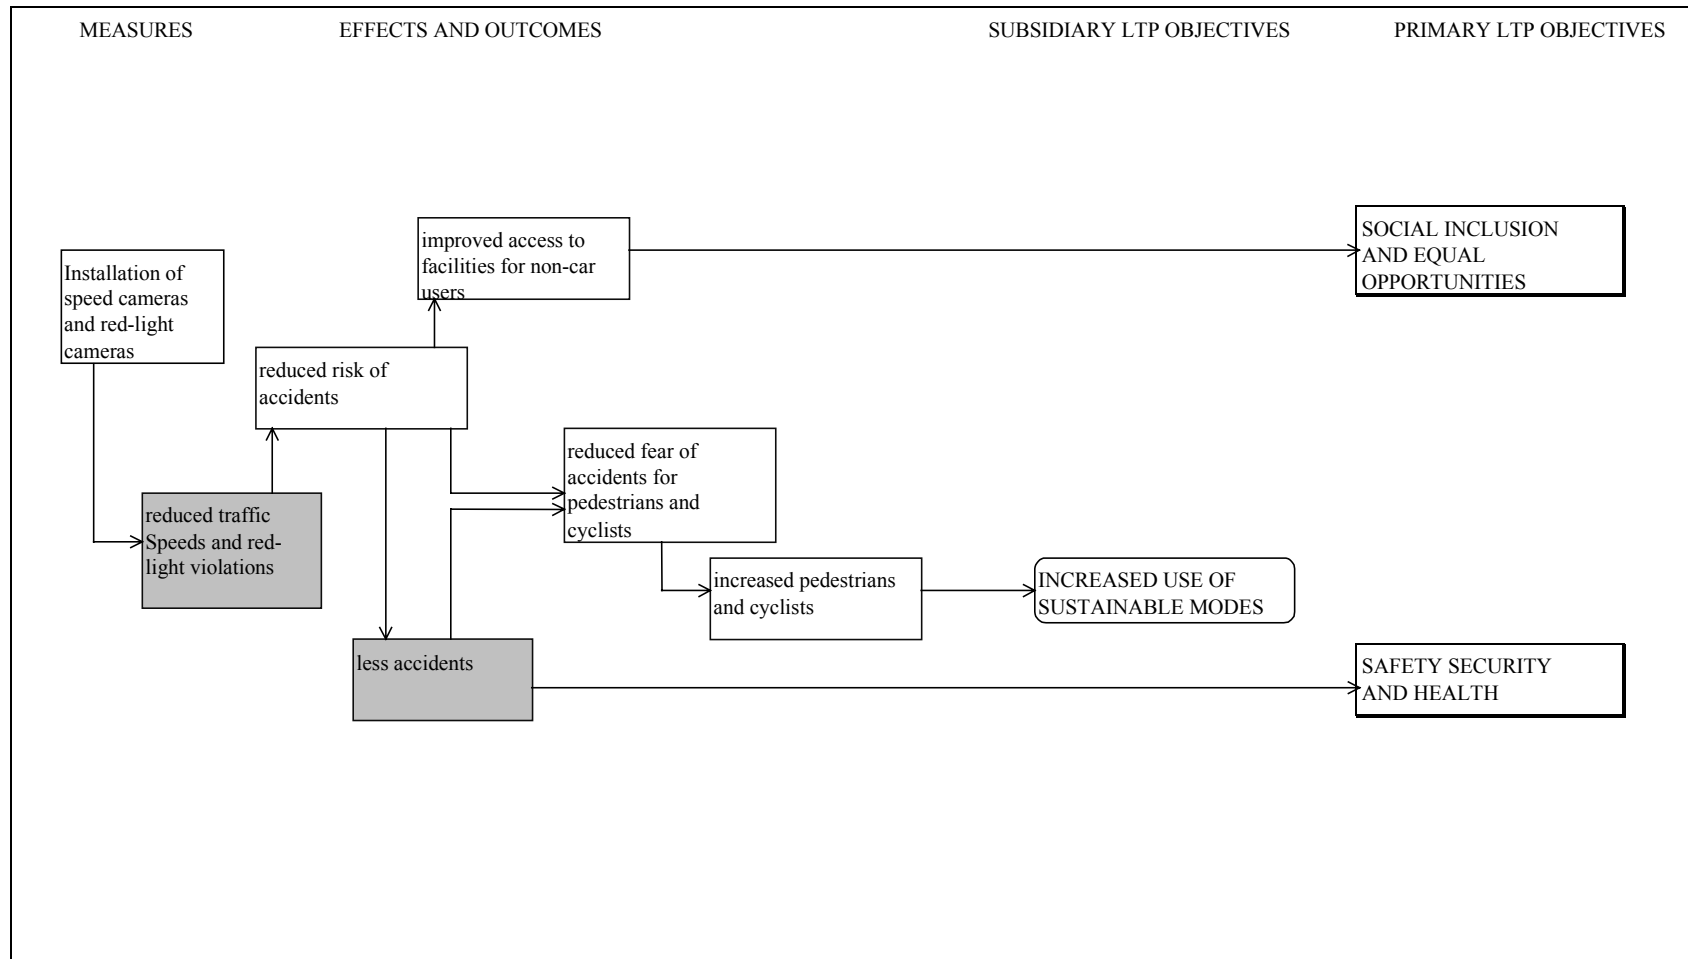 MEASURES
EFFECTS AND OUTCOMES
SUBSIDIARY LTP OBJECTIVES
PRIMARY LTP OBJECTIVES
Installation of
speed cameras
and red-light
cameras
improved access to
facilities for non-car
users
SOCIAL INCLUSION
AND EQUAL
OPPORTUNITIES
reduced risk of
accidents
reduced fear of
accidents for
pedestrians and
cyclists
reduced traffic
Speeds and red-
light violations
increased pedestrians
and cyclists
INCREASED USE OF
SUSTAINABLE MODES
less accidents
SAFETY SECURITY
AND HEALTH